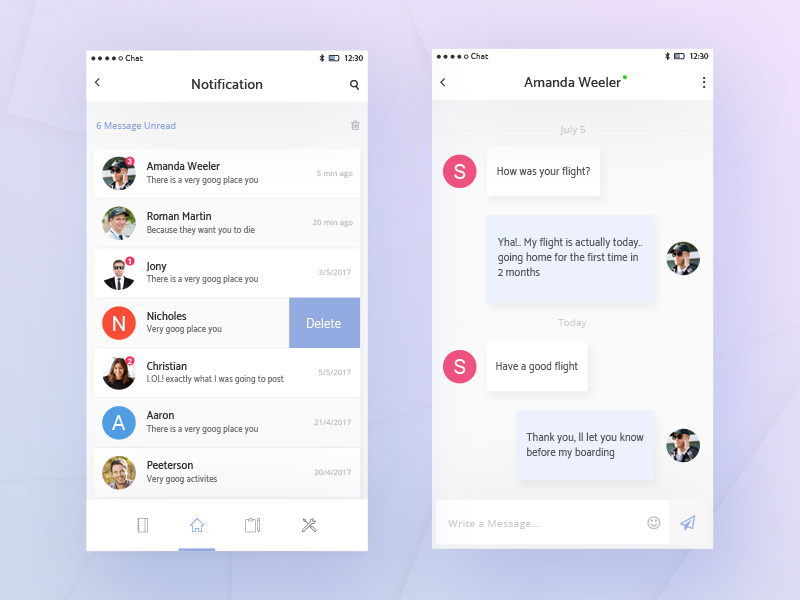 Chat 12:30
Notification
6 Message Unread
3
Amanda Weeler
There is a very goog place you
5 min ago
Roman Martin
Because they want you to die
20 min ago
1
Jony
There is a very goog place you
3/5/2017
N
Nicholes
Very goog place you
Delete
2
Christian
LOL! exactly what I was going to post
5/5/2017
A
Aaron
There is a very goog place you
21/4/2017
Peeterson
Very goog activites
30/4/2017
Chat 12:30
Amanda Weeler
July 5
S
How was your flight?
Yha!.. My flight is actually today..
going home for the first time in
2 months
Today
S
Have a good flight
Thank you, ll let you know
before my boarding
Write a Message...